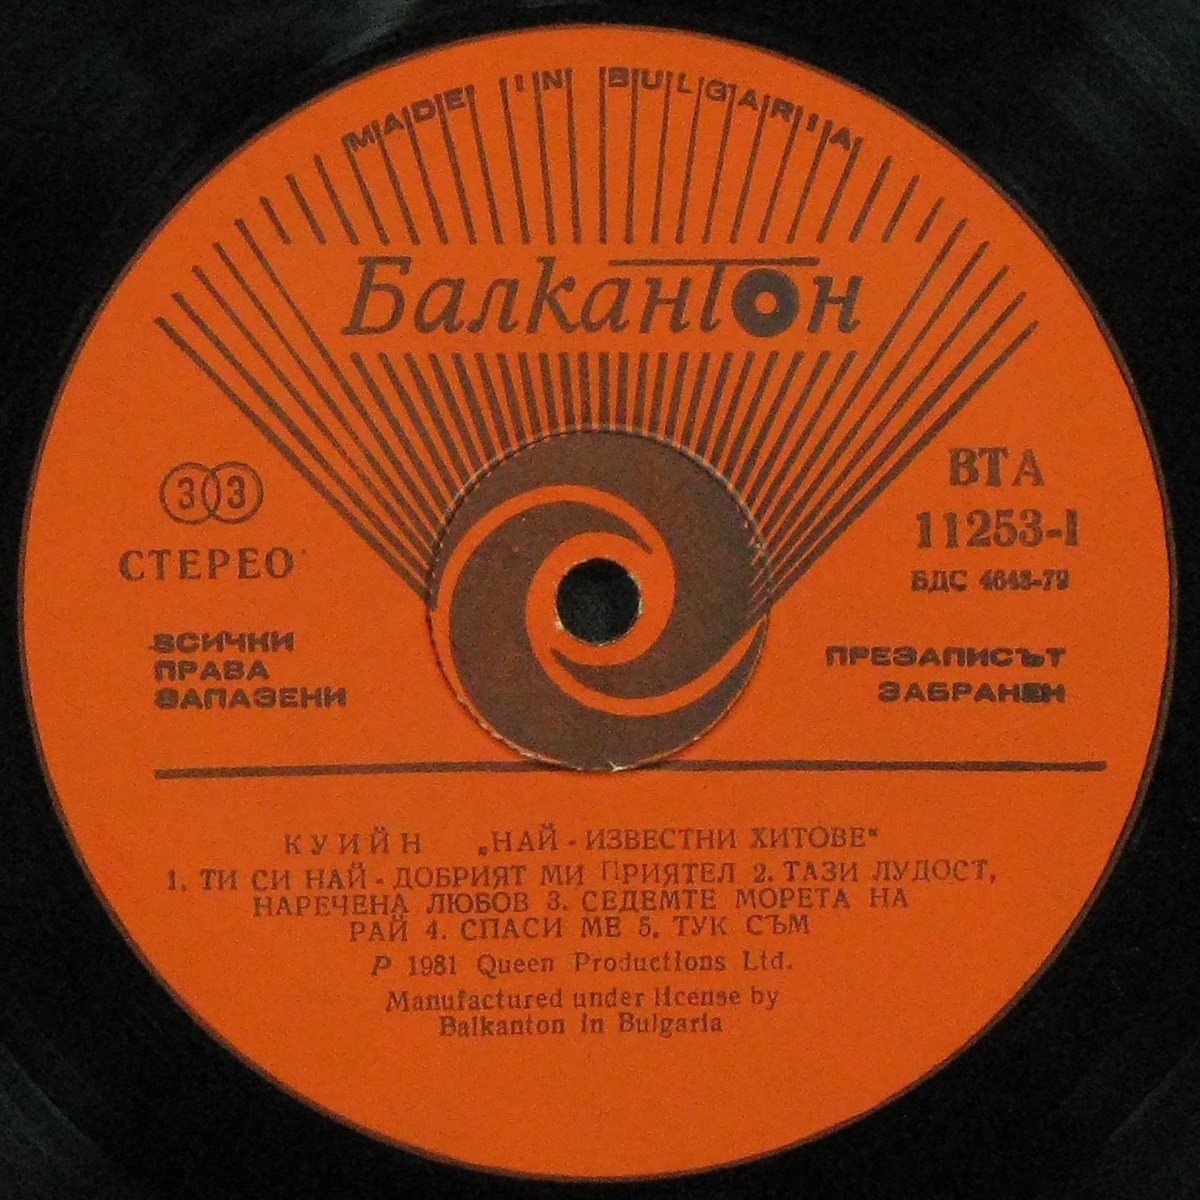 MADE IN BULGARIA
Балкантон
33
СТЕРЕО
ВСИЧКИ
ПРАВА
ЗАПАЗЕНИ
ВТА
11253-I
БДС 4648-79
ПРЕЗАПИСЪТ
ЗАБРАНЕН
КУИЙН „НАЙ - ИЗВЕСТНИ ХИТОВЕ“
1. ТИ СИ НАЙ - ДОБРИЯТ МИ ПРИЯТЕЛ 2. ТАЗИ ЛУДОСТ,
НАРЕЧЕНА ЛЮБОВ 3. СЕДЕМТЕ МОРЕТА НА
РАЙ 4. СПАСИ МЕ 5. ТУК СЪМ
P 1981 Queen Productions Ltd.
Manufactured under license by
Balkanton in Bulgaria